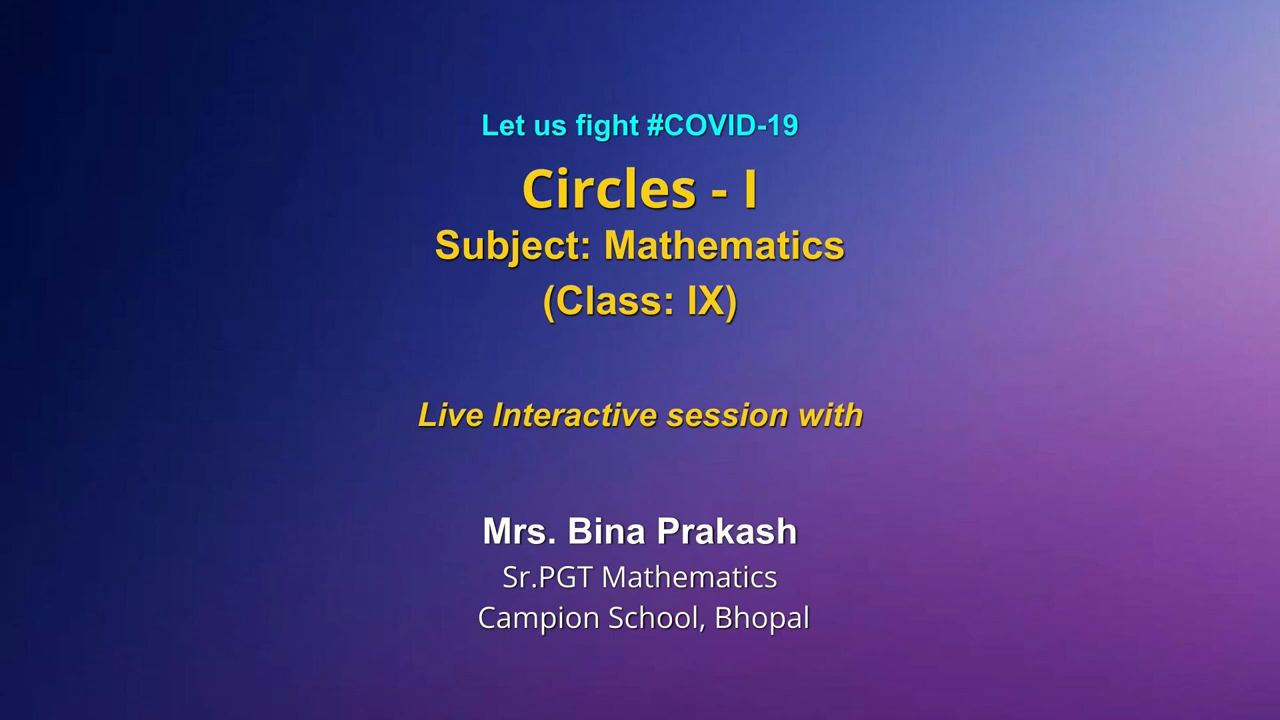 Let us fight #COVID-19
Circles - I
Subject: Mathematics
(Class: IX)
Live Interactive session with
Mrs. Bina Prakash
Sr.PGT Mathematics
Campion School, Bhopal